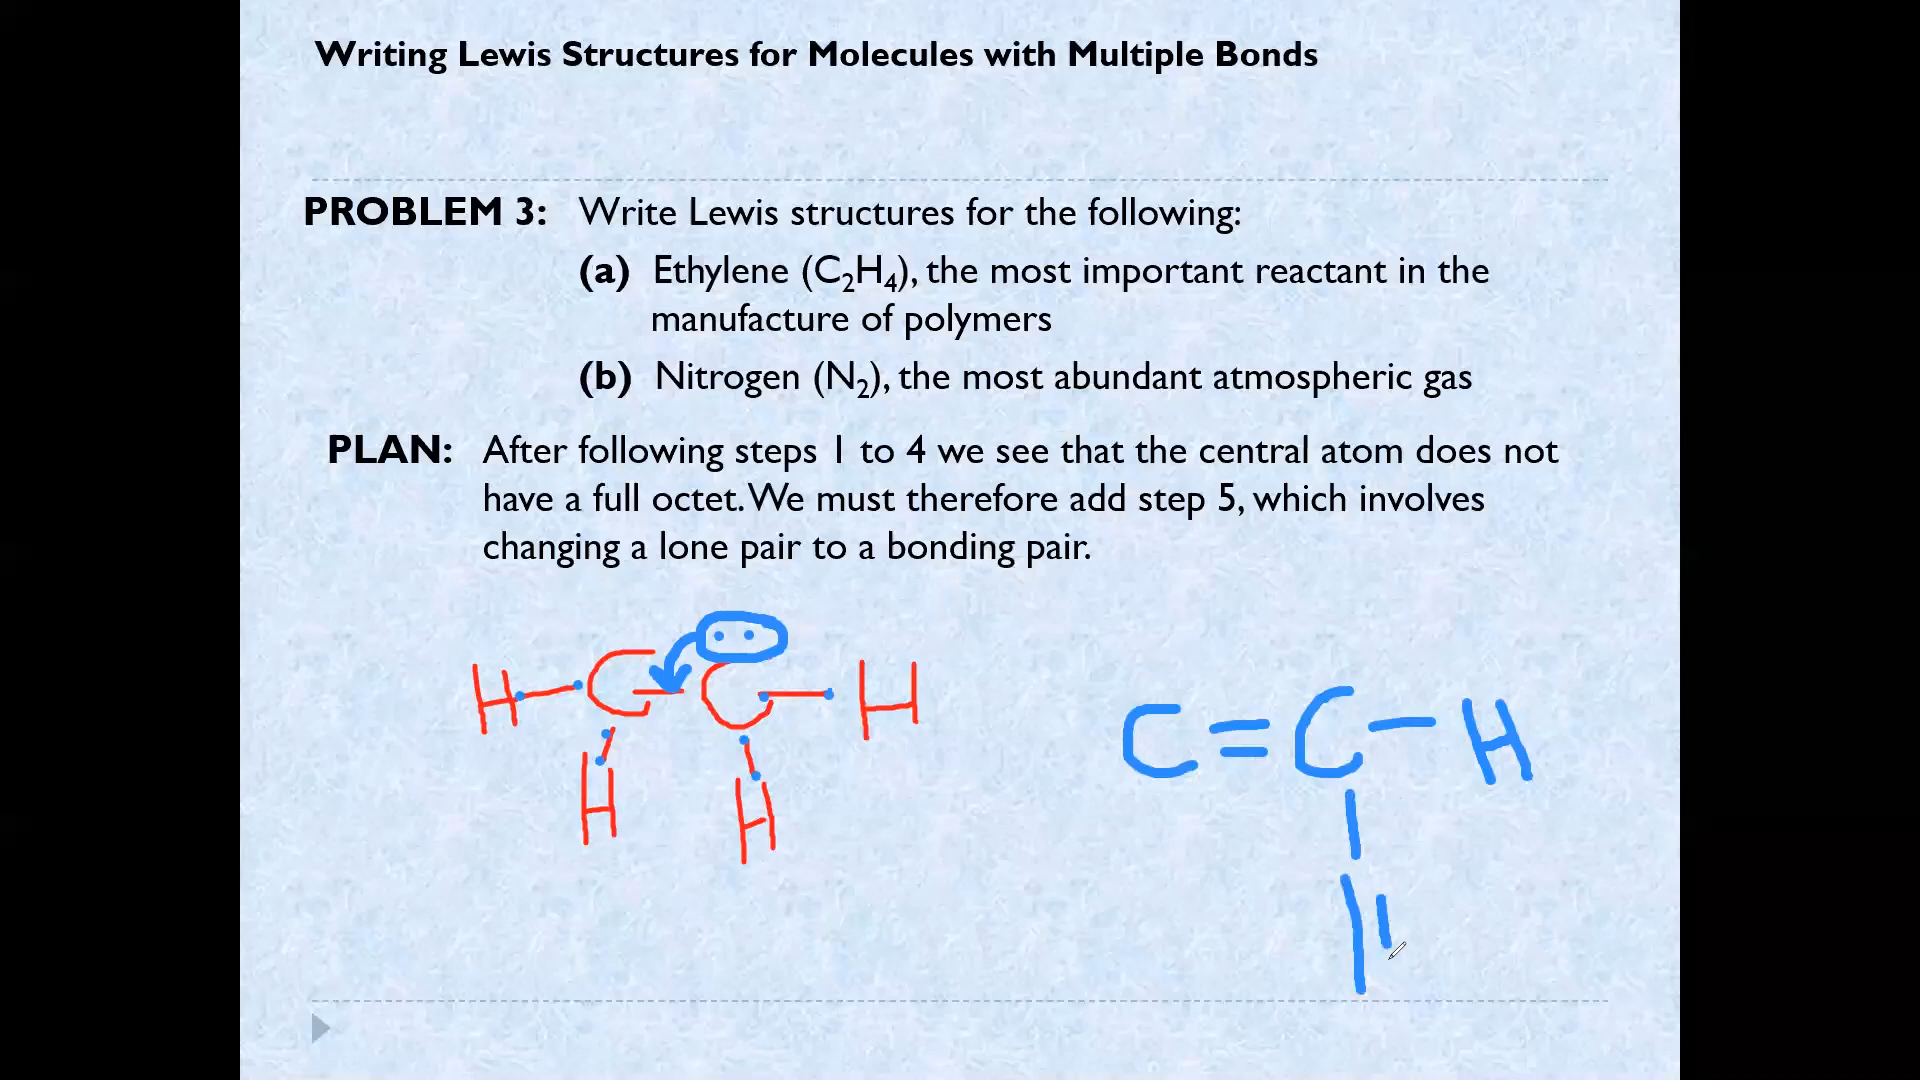 Writing Lewis Structures for Molecules with Multiple Bonds
PROBLEM 3: Write Lewis structures for the following:
(a) Ethylene (C₂H₄), the most important reactant in the
manufacture of polymers
(b) Nitrogen (N₂), the most abundant atmospheric gas
PLAN: After following steps 1 to 4 we see that the central atom does not
have a full octet. We must therefore add step 5, which involves
changing a lone pair to a bonding pair.
H C C H
H H
C = C - H